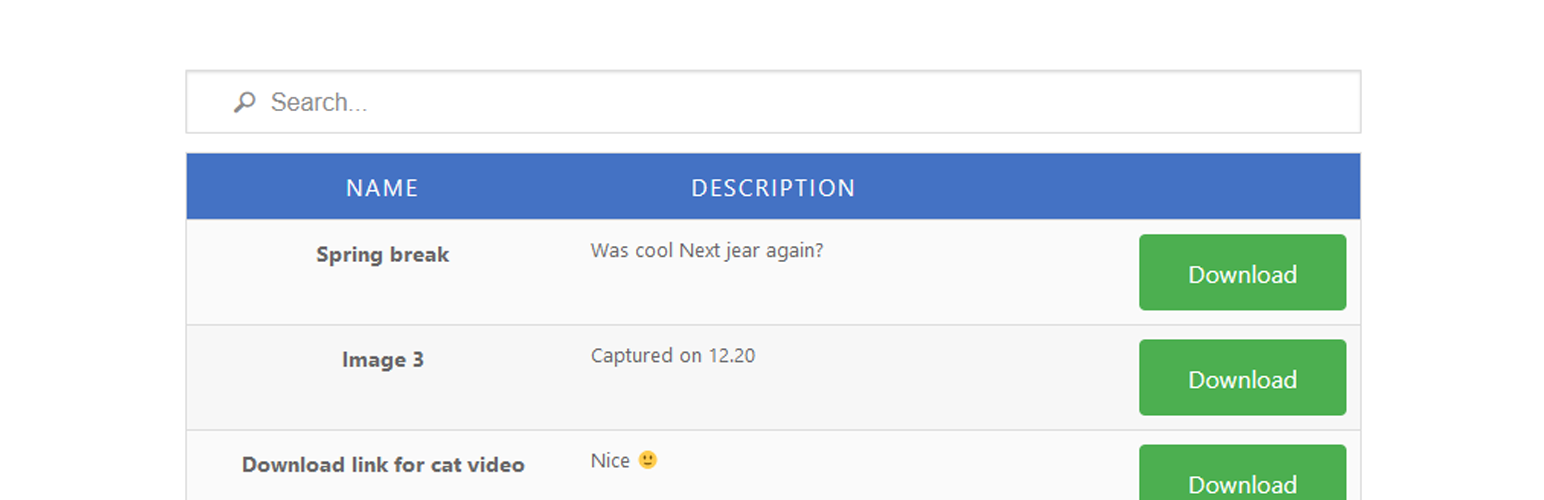 Search...
NAME DESCRIPTION
Spring break Was cool Next jear again? Download
Image 3 Captured on 12.20 Download
Download link for cat video Nice 🙂 Download